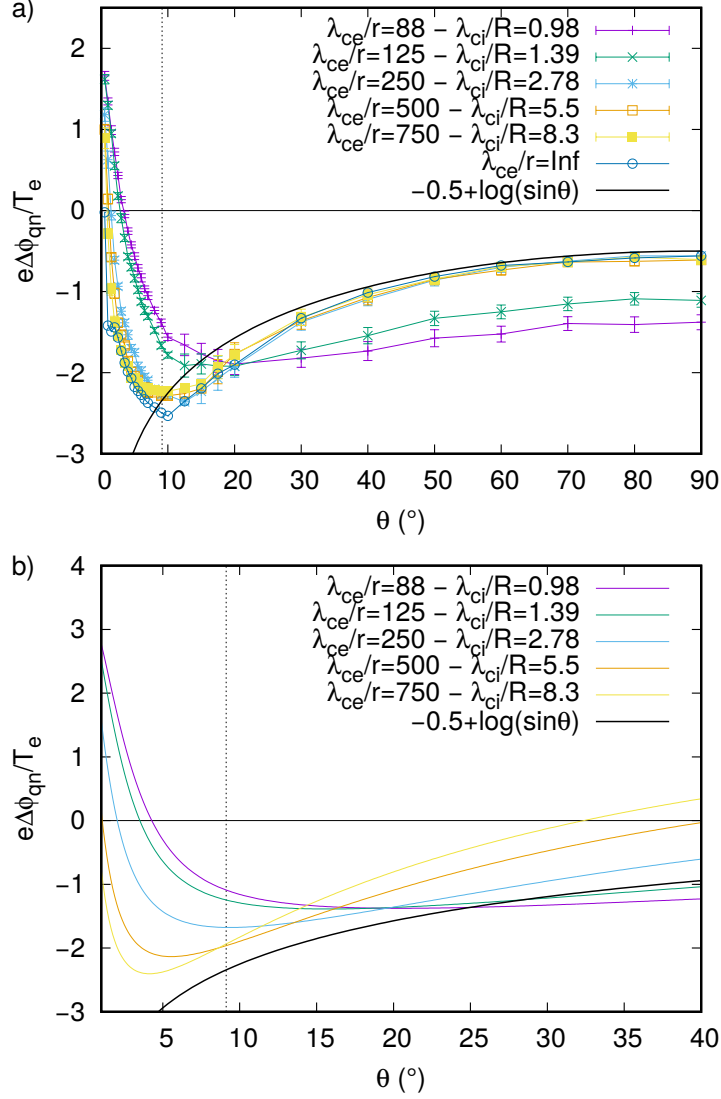 a)
λce/r=88 − λci/R=0.98
λce/r=125 − λci/R=1.39
λce/r=250 − λci/R=2.78
λce/r=500 − λci/R=5.5
λce/r=750 − λci/R=8.3
λce/r=Inf
−0.5+log(sinθ)
2
1
0
−1
−2
−3
eΔϕqn/Te
0 10 20 30 40 50 60 70 80 90
θ (°)
b)
λce/r=88 − λci/R=0.98
λce/r=125 − λci/R=1.39
λce/r=250 − λci/R=2.78
λce/r=500 − λci/R=5.5
λce/r=750 − λci/R=8.3
−0.5+log(sinθ)
4
3
2
1
0
−1
−2
−3
eΔϕqn/Te
5 10 15 20 25 30 35 40
θ (°)